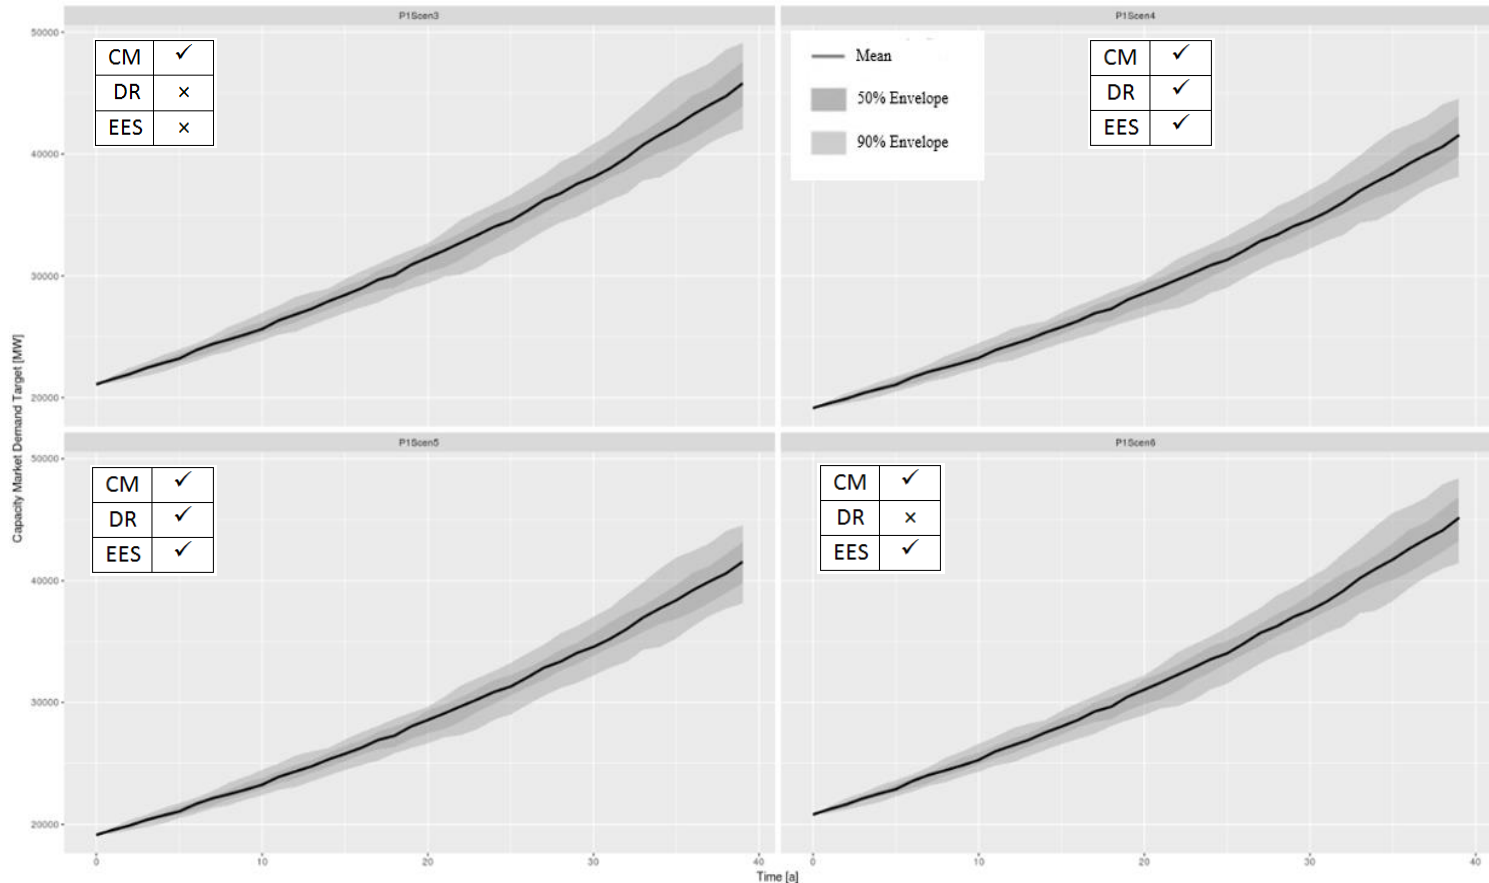 P1Scen3
P1Scen4
50000
40000
30000
20000
CM ✓
DR ×
EES ×
Mean
50% Envelope
90% Envelope
CM ✓
DR ✓
EES ✓
Capacity Market Demand Target [MW]
P1Scen5
P1Scen6
50000
40000
30000
20000
CM ✓
DR ✓
EES ✓
CM ✓
DR ×
EES ✓
0 10 20 30 40
0 10 20 30 40
Time [a]